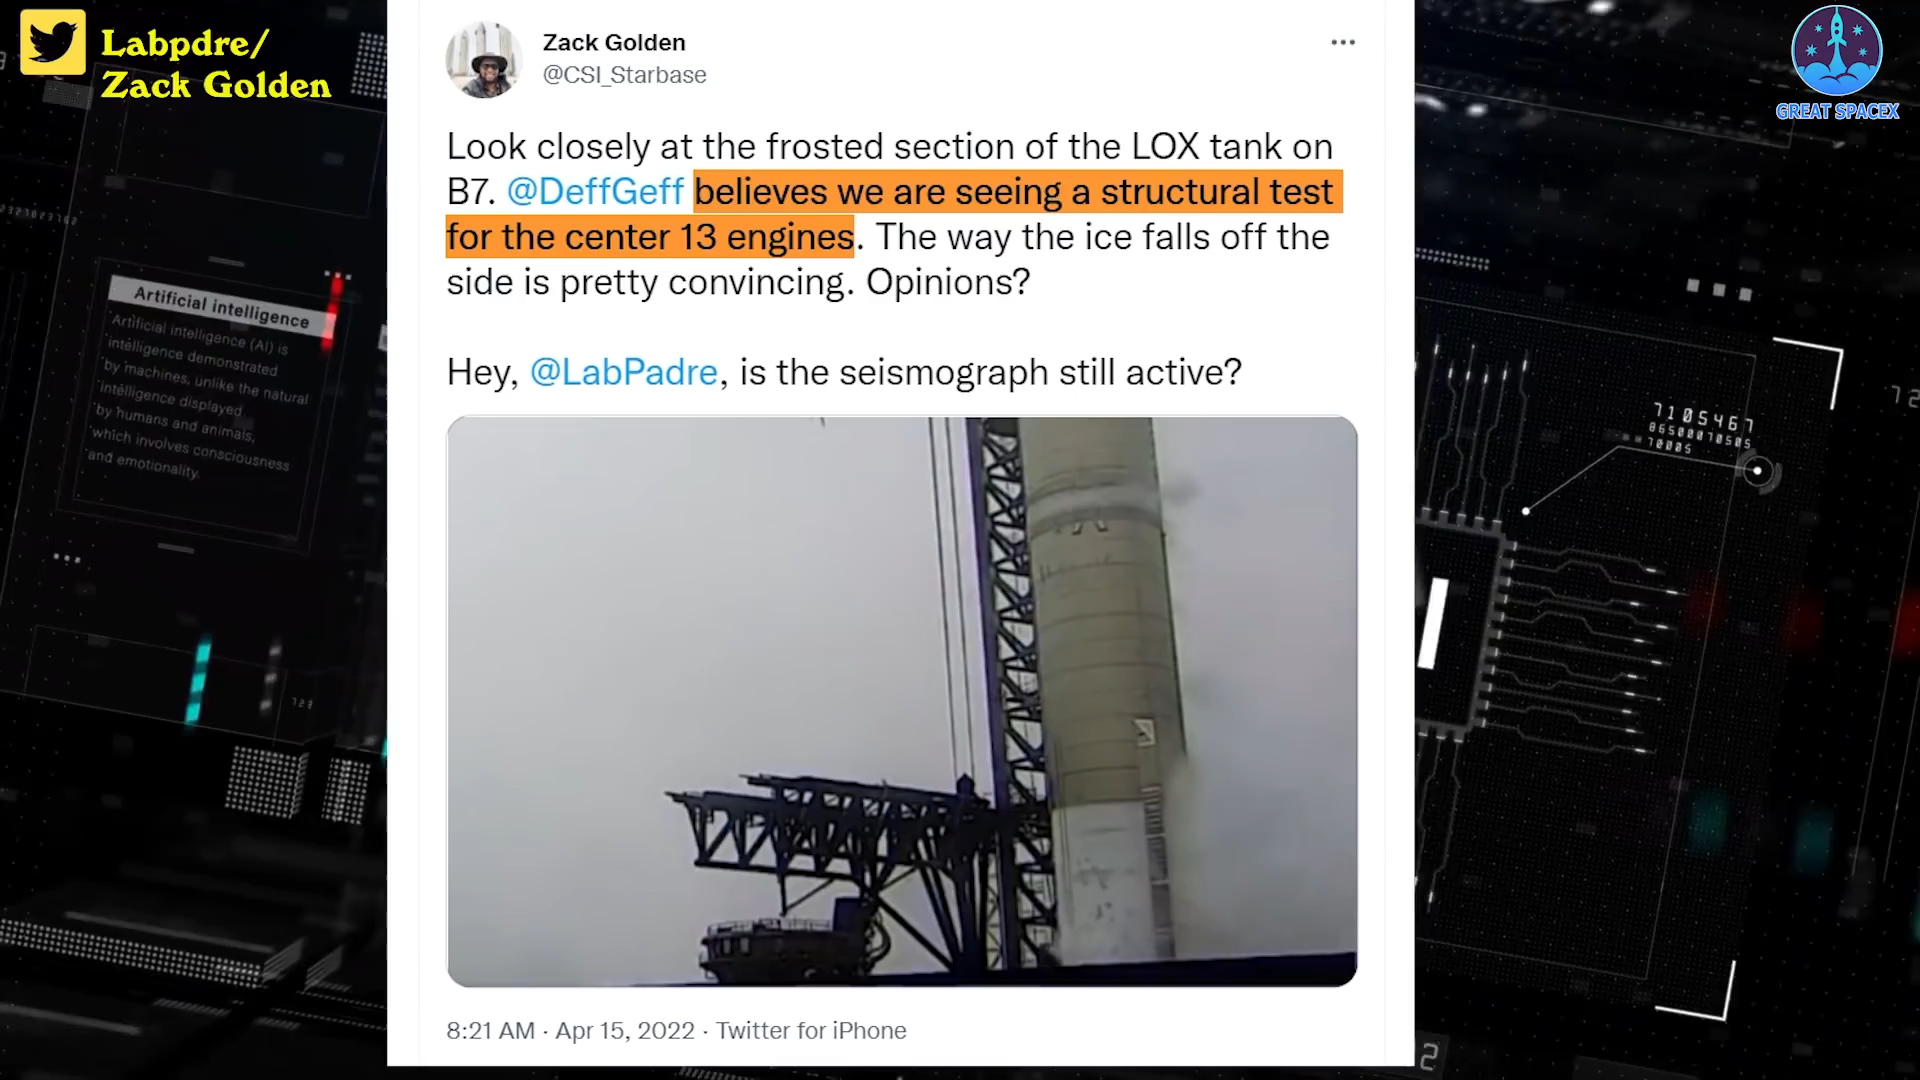 Labpdre/
Zack Golden
Zack Golden
@CSI_Starbase
Look closely at the frosted section of the LOX tank on
B7. @DeffGeff believes we are seeing a structural test
for the center 13 engines. The way the ice falls off the
side is pretty convincing. Opinions?
Hey, @LabPadre, is the seismograph still active?
8:21 AM · Apr 15, 2022 · Twitter for iPhone
GREAT SPACEX
Artificial intelligence
Artificial intelligence (AI) is
intelligence demonstrated
by machines, unlike the natural
intelligence displayed
by humans and animals,
which involves consciousness
and emotionality.
7105467